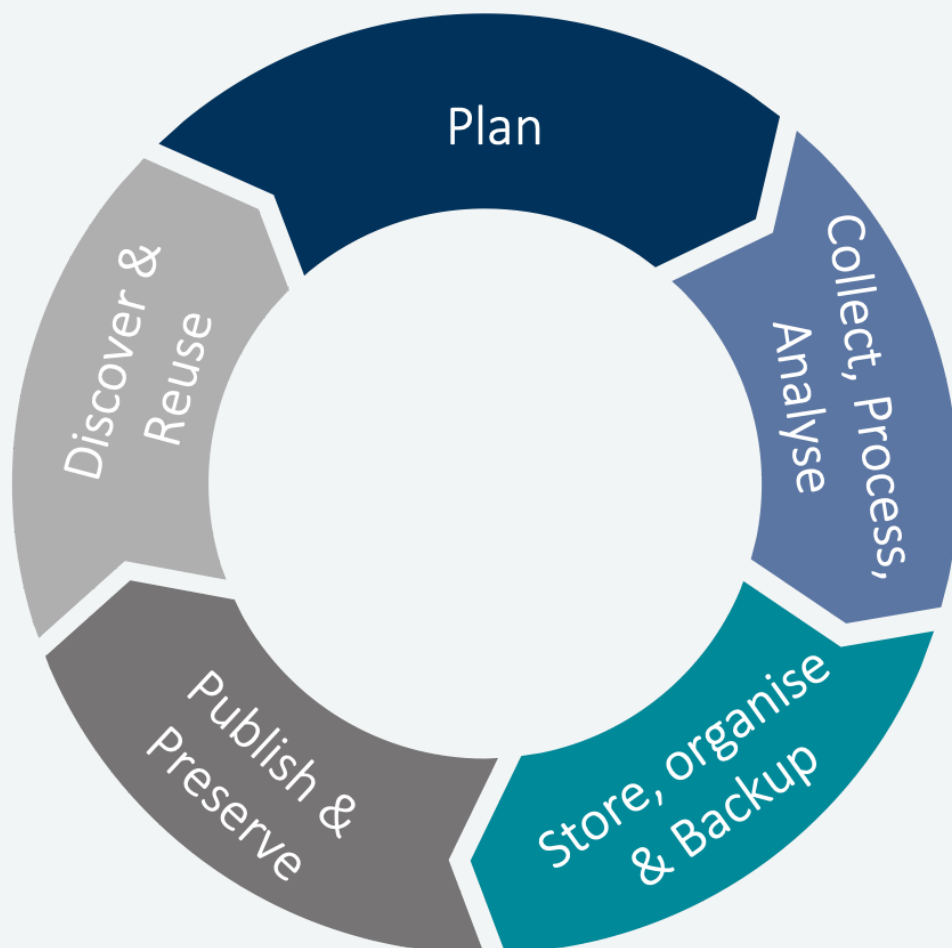 Plan
Collect, Process,
Analyse
Store, organise
& Backup
Publish &
Preserve
Discover &
Reuse